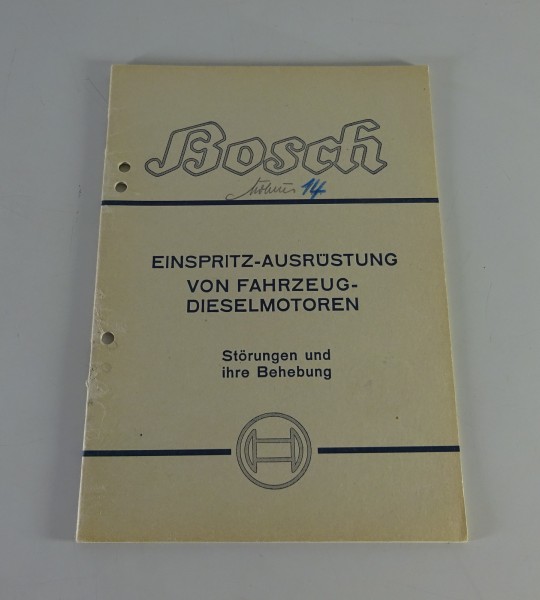 Bosch
14
EINSPRITZ-AUSRÜSTUNG
VON FAHRZEUG-
DIESELMOTOREN
Störungen und
ihre Behebung